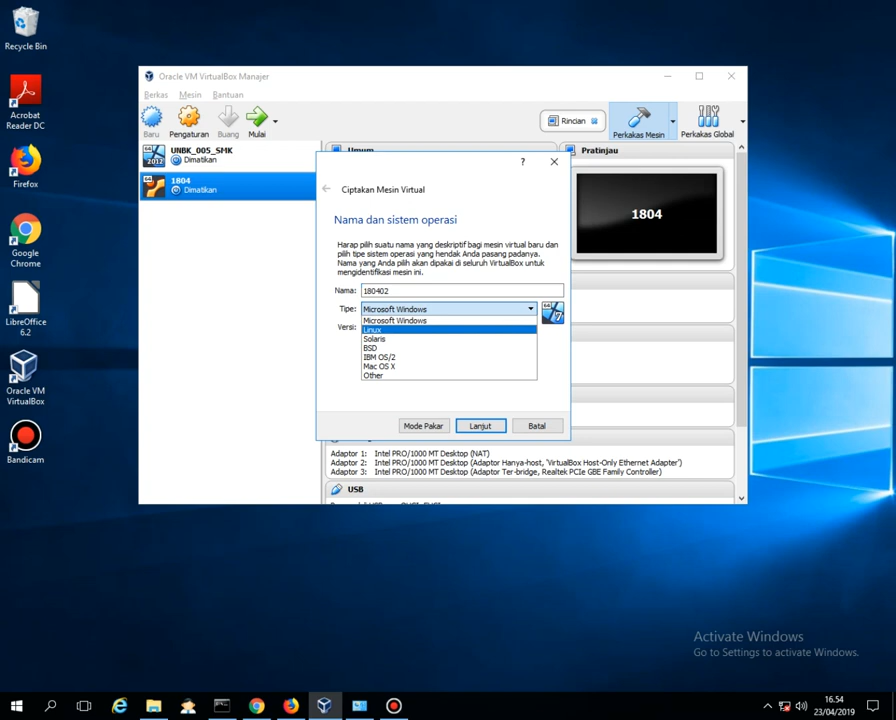 Recycle Bin
Acrobat
Reader DC
Firefox
Google
Chrome
LibreOffice
6.2
Oracle VM
VirtualBox
Bandicam
Oracle VM VirtualBox Manajer
Berkas Mesin Bantuan
Baru Pengaturan Buang Mulai
Rincian
Perkakas Mesin Perkakas Global
64
2012
UNBK_005_SMK
Dimatikan
64
1804
Dimatikan
Umum
Pratinjau
1804
?
Ciptakan Mesin Virtual
Nama dan sistem operasi
Harap pilih suatu nama yang deskriptif bagi mesin virtual baru dan
pilih tipe sistem operasi yang hendak Anda pasang padanya.
Nama yang Anda pilih akan dipakai di seluruh VirtualBox untuk
mengidentifikasi mesin ini.
Nama: 180402
Tipe: Microsoft Windows
64
7
Versi:
Microsoft Windows
Linux
Solaris
BSD
IBM OS/2
Mac OS X
Other
Mode Pakar Lanjut Batal
Adaptor 1: Intel PRO/1000 MT Desktop (NAT)
Adaptor 2: Intel PRO/1000 MT Desktop (Adaptor Hanya-host, 'VirtualBox Host-Only Ethernet Adapter')
Adaptor 3: Intel PRO/1000 MT Desktop (Adaptor Ter-bridge, Realtek PCIe GBE Family Controller)
USB
Activate Windows
Go to Settings to activate Windows.
16.54
23/04/2019